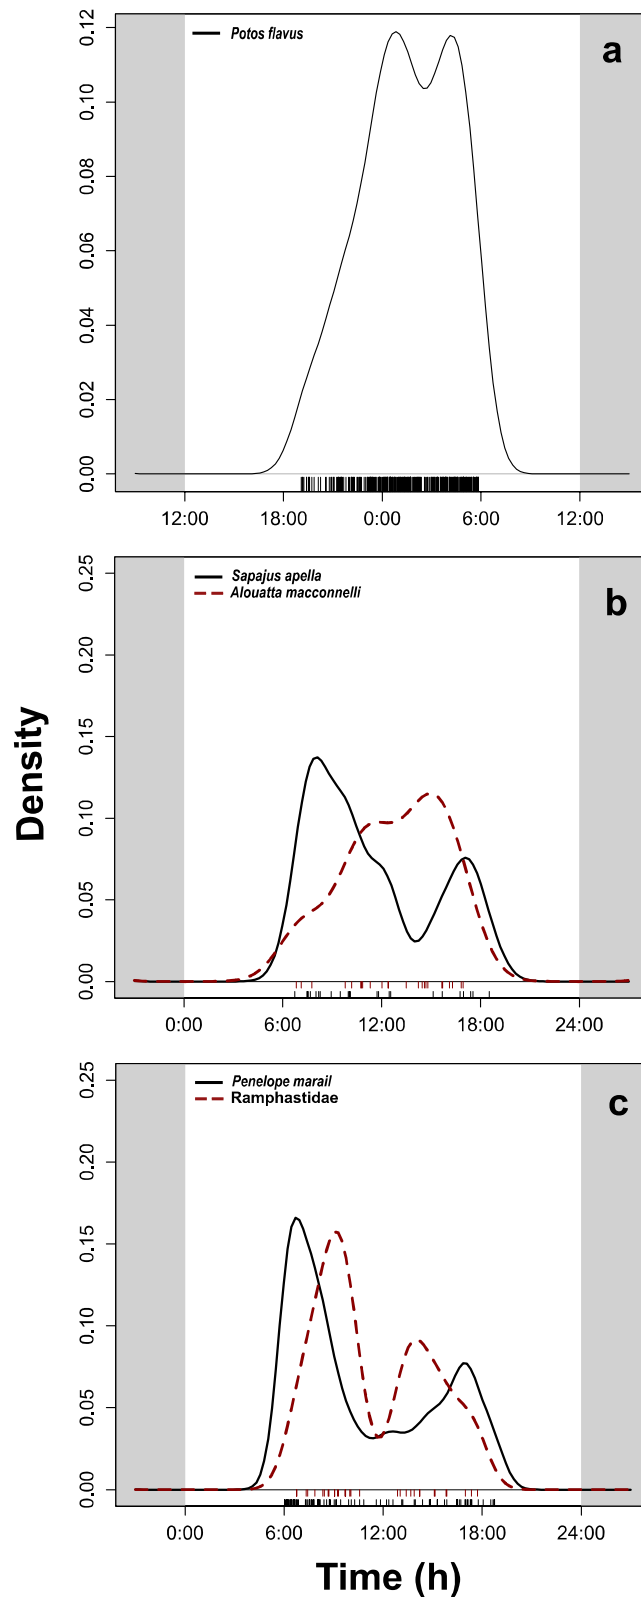 Potos flavus
a
0.12
0.10
0.08
0.06
0.04
0.02
0.00
12:00 18:00 0:00 6:00 12:00
Sapajus apella
Alouatta macconnelli
b
0.25
0.20
0.15
0.10
0.05
0.00
0:00 6:00 12:00 18:00 24:00
Density
Penelope marail
Ramphastidae
c
0.25
0.20
0.15
0.10
0.05
0.00
0:00 6:00 12:00 18:00 24:00
Time (h)